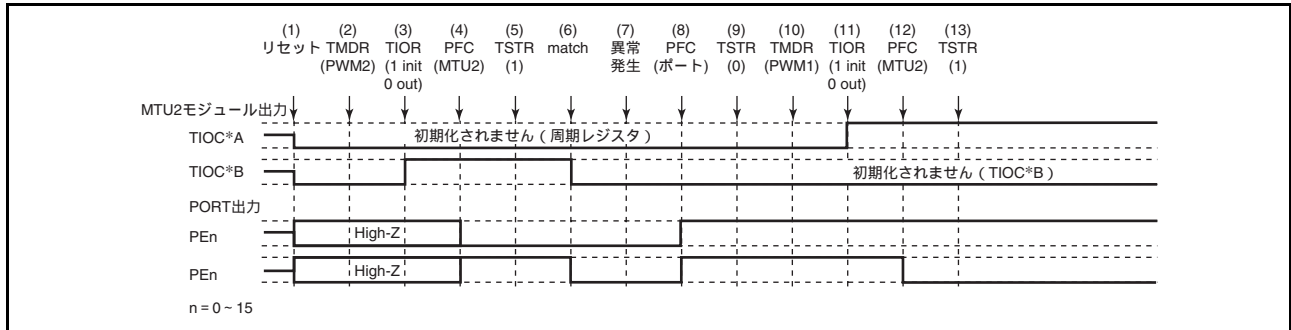 (1) (2) (3) (4) (5) (6) (7) (8) (9) (10) (11) (12) (13)
リセット TMDR TIOR PFC TSTR match 異常 PFC TSTR TMDR TIOR PFC TSTR
(PWM2) (1 init (MTU2) (1) 発生 (ポート) (0) (PWM1) (1 init (MTU2) (1)
0 out) 0 out)
MTU2モジュール出力
TIOC*A 初期化されません（周期レジスタ）
TIOC*B 初期化されません（TIOC*B）
PORT出力
PEn High-Z
PEn High-Z
n = 0 ~ 15